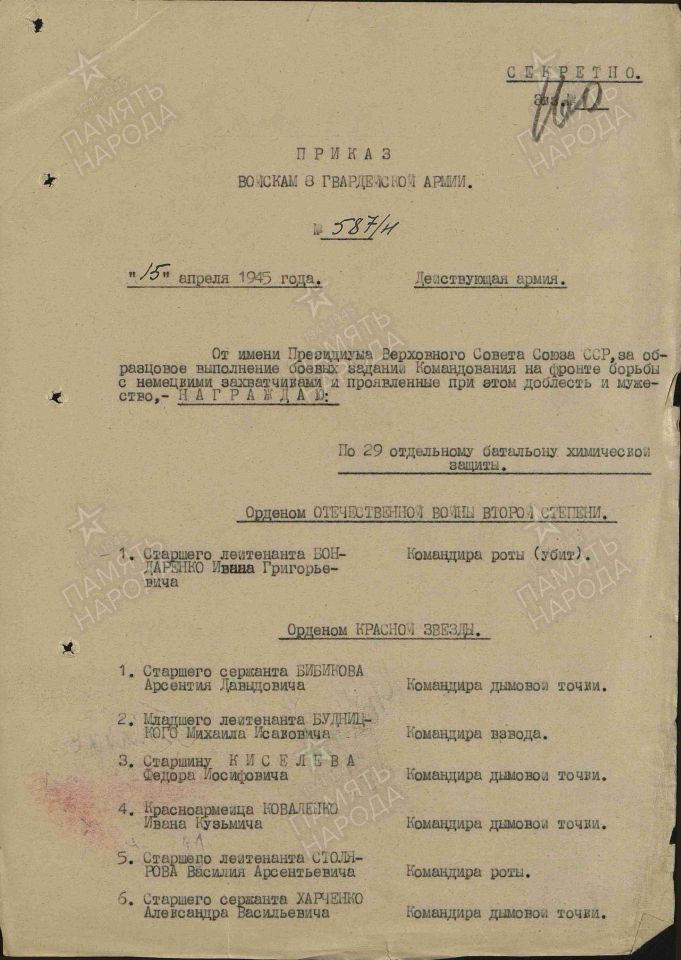 СЕКРЕТНО.
Экз.№
ПРИКАЗ
ВОЙСКАМ 8 ГВАРДЕЙСКОЙ АРМИИ.
№ 587/н
"15" апреля 1945 года. Действующая армия.
От имени Президиума Верховного Совета Союза ССР,за об-
разцовое выполнение боевых заданий Командования на фронте борьбы
с немецкими захватчиками и проявленные при этом доблесть и муже-
ство,- НАГРАЖДАЮ:
По 29 отдельному батальону химической
защиты.
Орденом ОТЕЧЕСТВЕННОЙ ВОЙНЫ ВТОРОЙ СТЕПЕНИ.
1. Старшего лейтенанта БОН- Командира роты (убит).
ДАРЕНКО Ивана Григорье-
вича
Орденом КРАСНОЙ ЗВЕЗДЫ.
1. Старшего сержанта БИБИКОВА
Арсентия Давыдовича Командира дымовой точки.
2. Младшего лейтенанта БУДНИЦ-
КОГО Михаила Исаковича Командира взвода.
3. Старшину КИСЕЛЕВА
Федора Иосифовича Командира дымовой точки.
4. Красноармейца КОВАЛЕНКО
Ивана Кузьмича Командира дымовой точки.
5. Старшего лейтенанта СТОЛЯ-
РОВА Василия Арсентьевича Командира роты.
6. Старшего сержанта ХАРЧЕНКО
Александра Васильевича Командира дымовой точки.
ПАМЯТЬ
НАРОДА